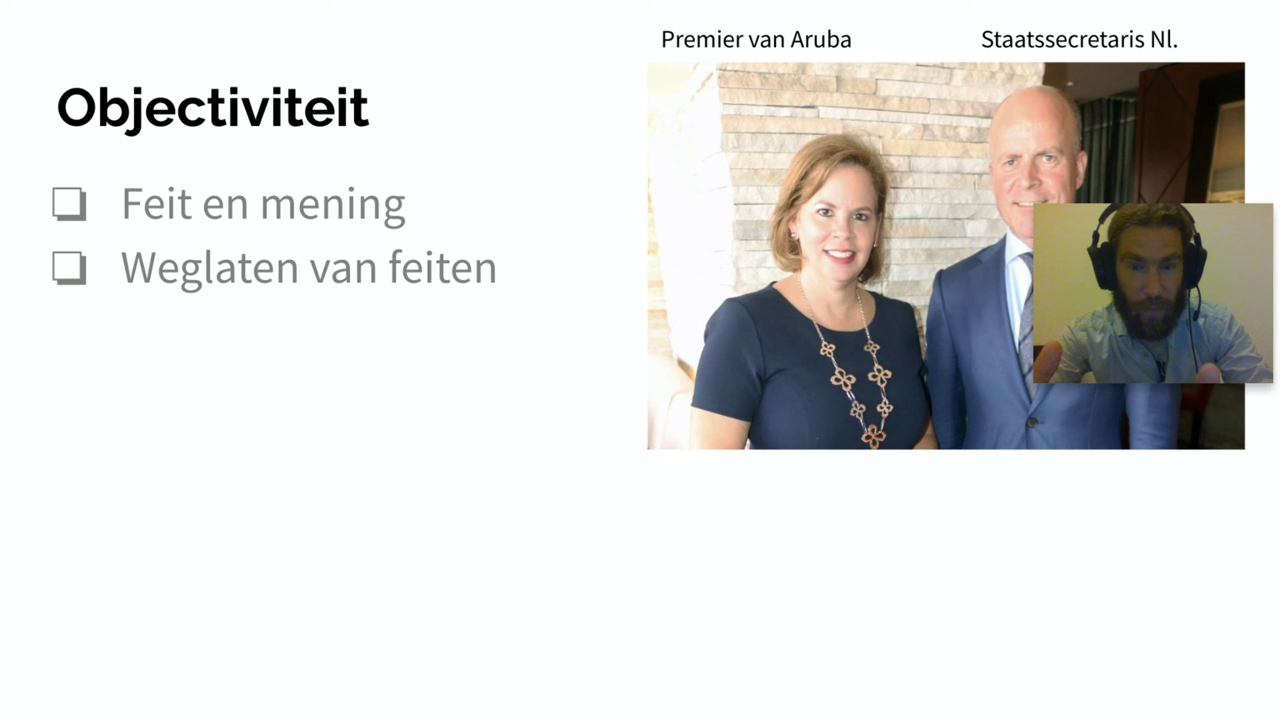 Premier van Aruba
Staatssecretaris Nl.
Objectiviteit
Feit en mening
Weglaten van feiten